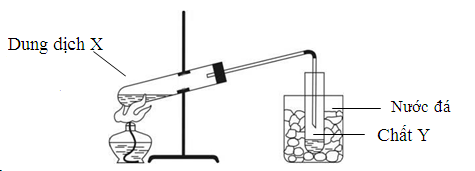 Dung dịch X
Nước đá
Chất Y